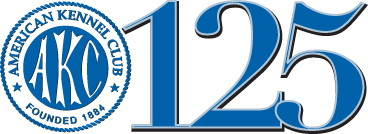 AMERICAN KENNEL CLUB
AKC
FOUNDED 1884
125